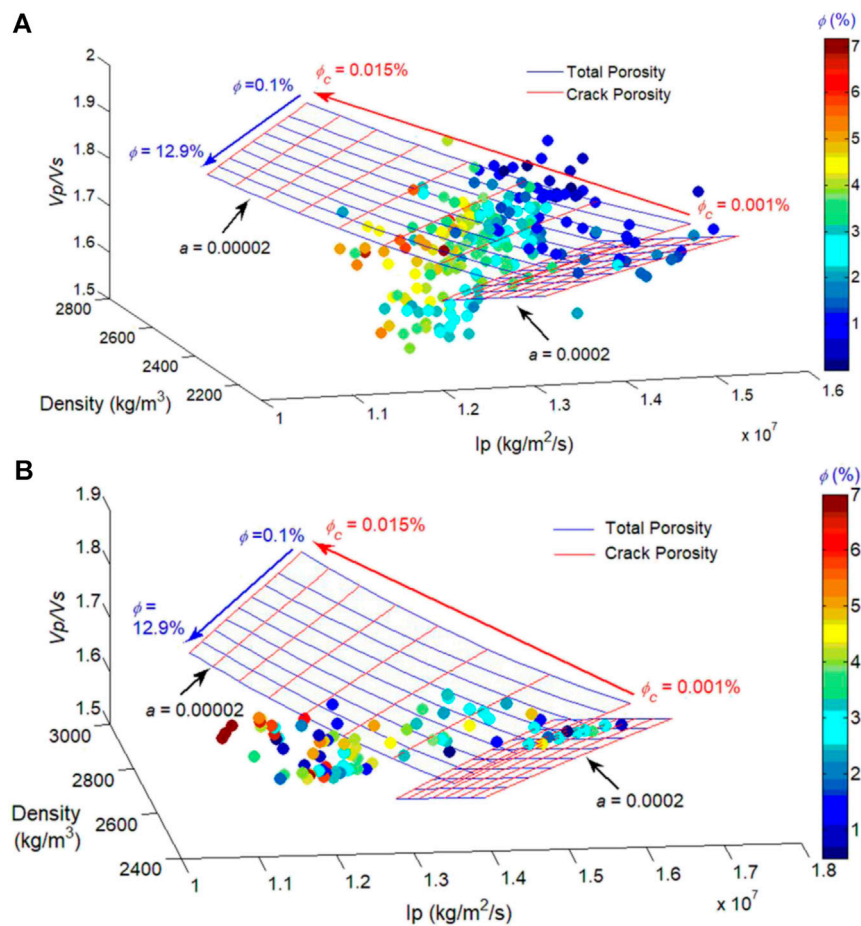 A
ϕ (%)
7
6
5
4
3
2
1
2
1.9
1.8
1.7
1.6
1.5
Vp/Vs
ϕ =0.1%
ϕc = 0.015%
Total Porosity
Crack Porosity
ϕ = 12.9%
ϕc = 0.001%
a = 0.00002
a = 0.0002
2800
2600
2400
2200
Density (kg/m3)
1 1.1 1.2 1.3 1.4 1.5 1.6
x 10^7
Ip (kg/m2/s)
B
ϕ (%)
7
6
5
4
3
2
1
1.9
1.8
1.7
1.6
1.5
Vp/Vs
ϕ=0.1%
ϕc = 0.015%
Total Porosity
Crack Porosity
ϕ =
12.9%
ϕc = 0.001%
a = 0.00002
a = 0.0002
3000
2800
2600
2400
Density
(kg/m3)
1 1.1 1.2 1.3 1.4 1.5 1.6 1.7 1.8
x 10^7
Ip (kg/m2/s)